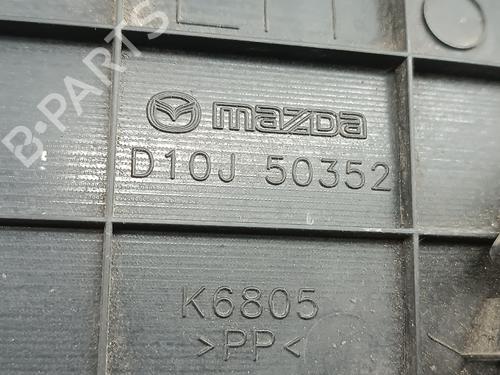 mazda
D10J 50352
K6805
>PP<
B-PARTS